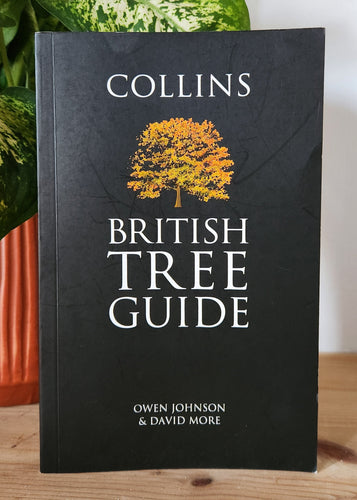 COLLINS
BRITISH
TREE
GUIDE
OWEN JOHNSON
& DAVID MORE